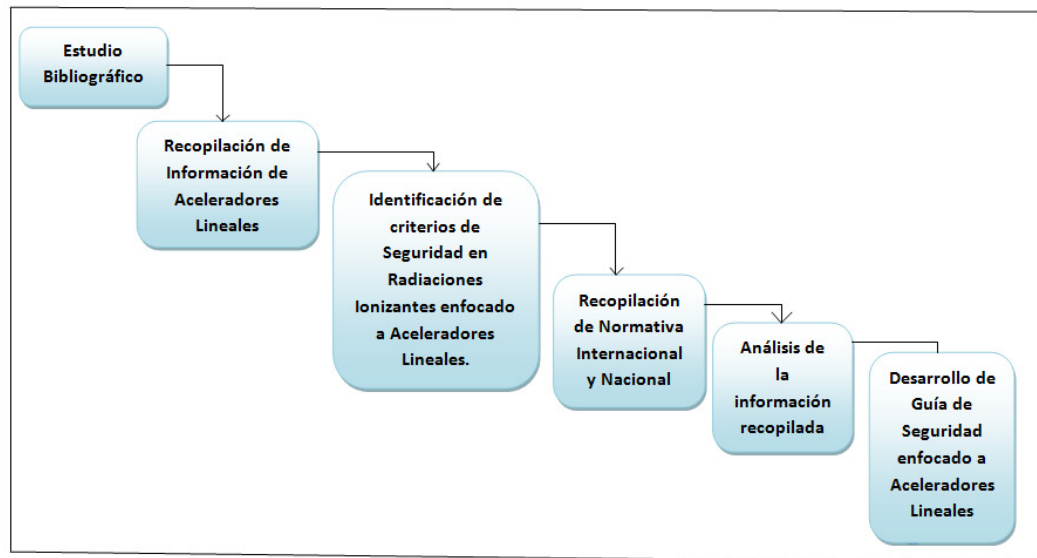 Estudio
Bibliográfico
Recopilación de
Información de
Aceleradores
Lineales
Identificación de
criterios de
Seguridad en
Radiaciones
Ionizantes enfocado
a Aceleradores
Lineales.
Recopilación
de Normativa
Internacional
y Nacional
Análisis de
la
información
recopilada
Desarrollo de
Guía de
Seguridad
enfocado a
Aceleradores
Lineales